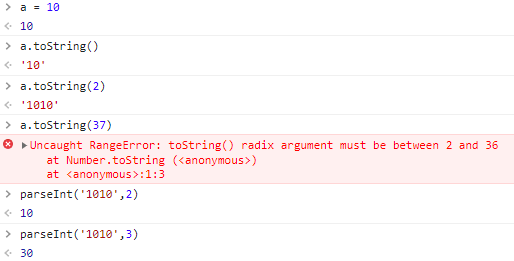 > a = 10
< 10
> a.toString()
< '10'
> a.toString(2)
< '1010'
> a.toString(37)
Uncaught RangeError: toString() radix argument must be between 2 and 36
at Number.toString (<anonymous>)
at <anonymous>:1:3
> parseInt('1010',2)
< 10
> parseInt('1010',3)
< 30